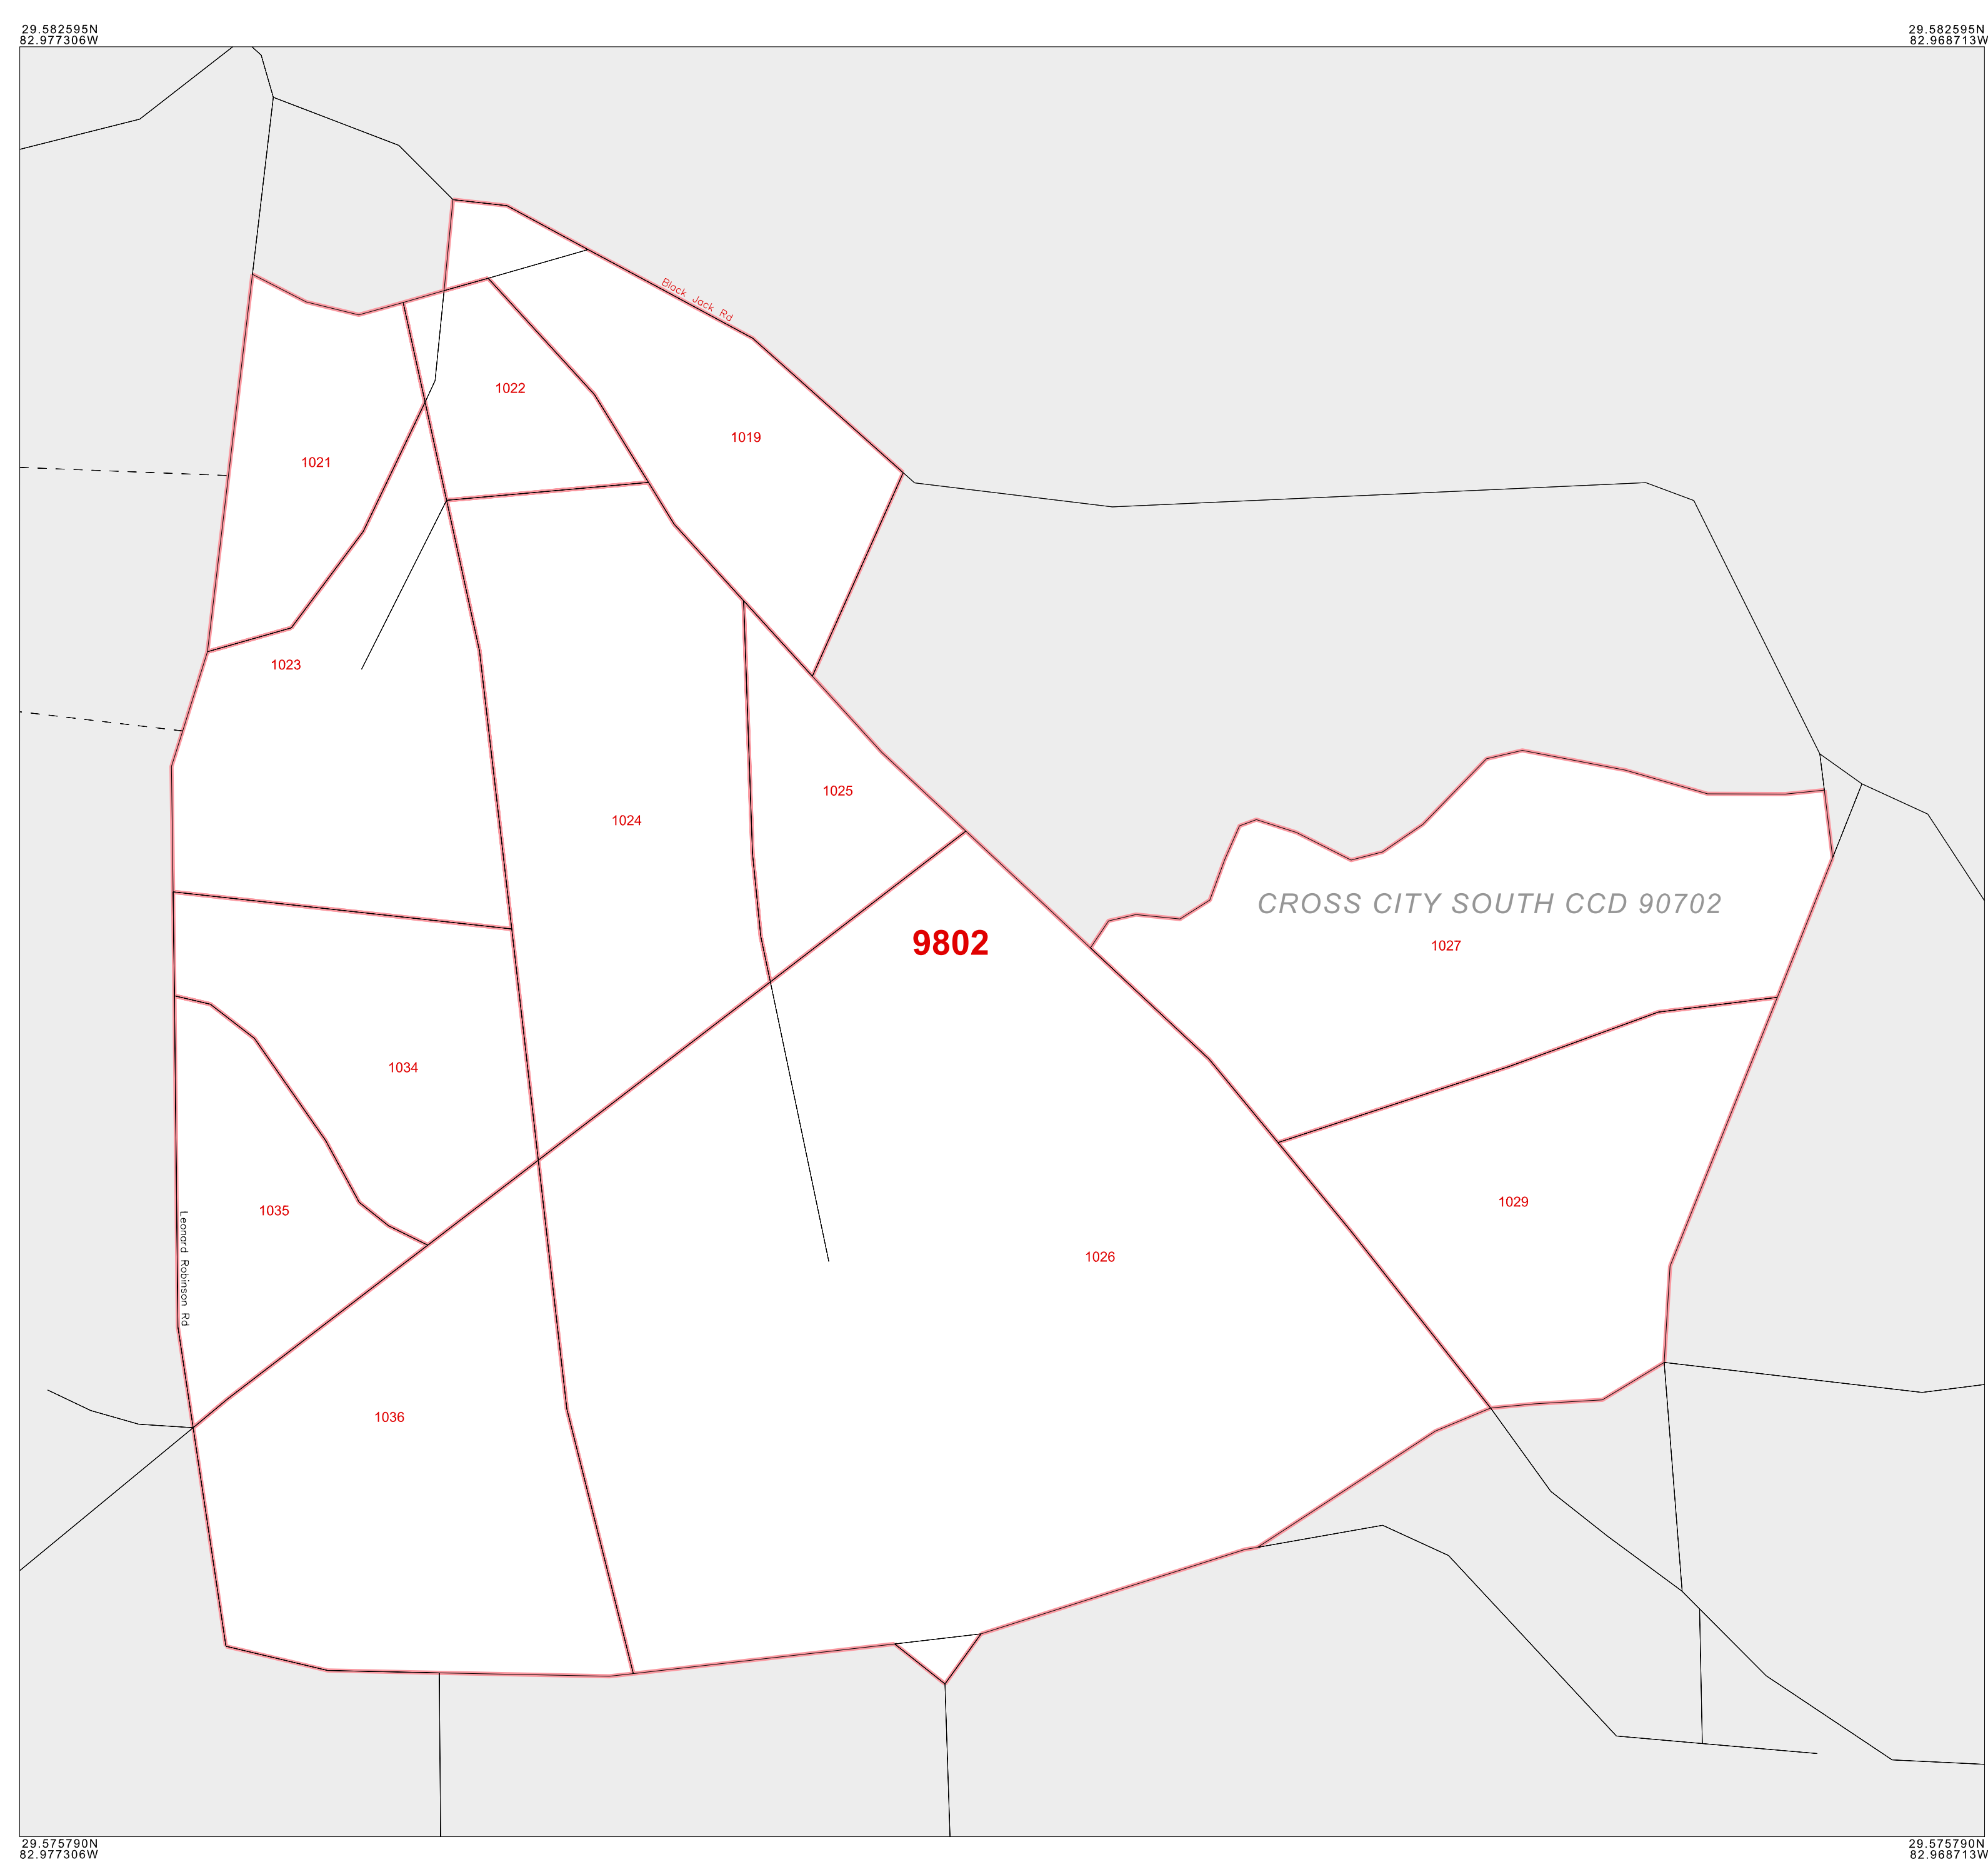 29.582595N
82.977306W
29.582595N
82.968713W
Black Jack Rd
1022
1019
1021
1023
1025
1024
CROSS CITY SOUTH CCD 90702
9802
1027
1034
1029
1035
Leonard Robinson Rd
1026
1036
29.575790N
82.977306W
29.575790N
82.968713W